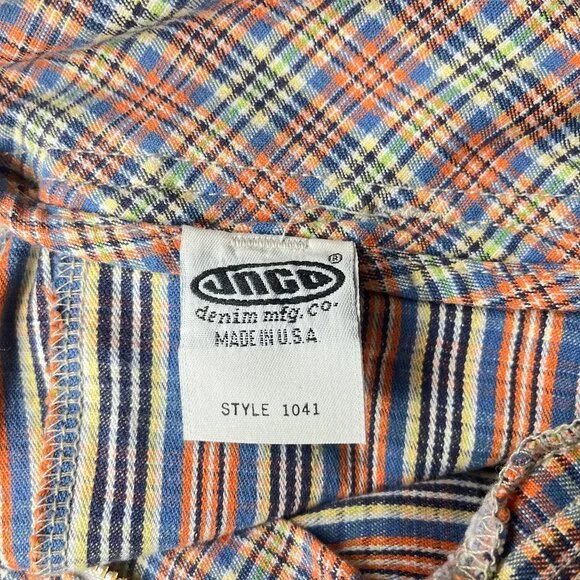 JNCO®
denim mfg. co.
MADE IN U.S.A
STYLE 1041